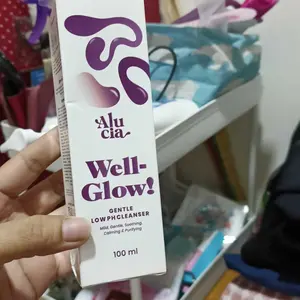 Alu
cia
Well-
Glow!
GENTLE
LOW PH CLEANSER
Mild, Gentle, Soothing,
Calming & Purifying
100 ml